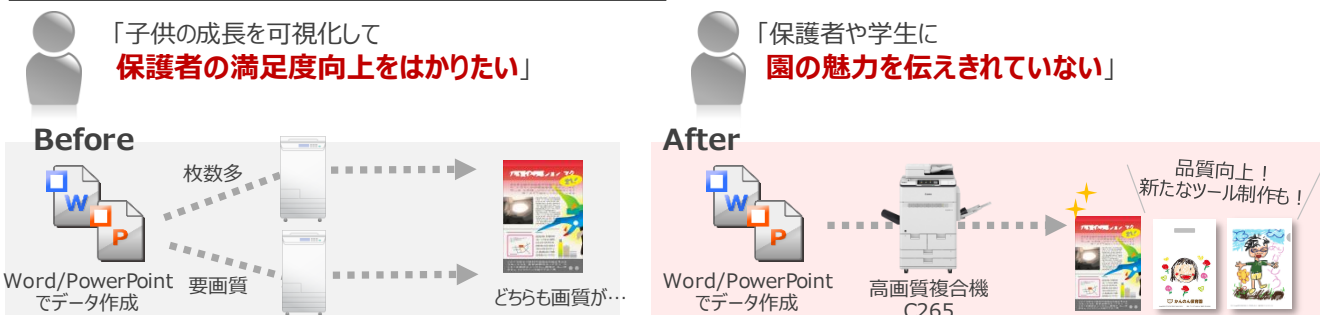 「子供の成長を可視化して
保護者の満足度向上をはかりたい」
「保護者や学生に
園の魅力を伝えきれていない」
Before
W
P
枚数多
Word/PowerPoint
でデータ作成
要画質
どちらも画質が…
After
W
P
Word/PowerPoint
でデータ作成
高画質複合機
C265
品質向上！
新たなツール制作も！